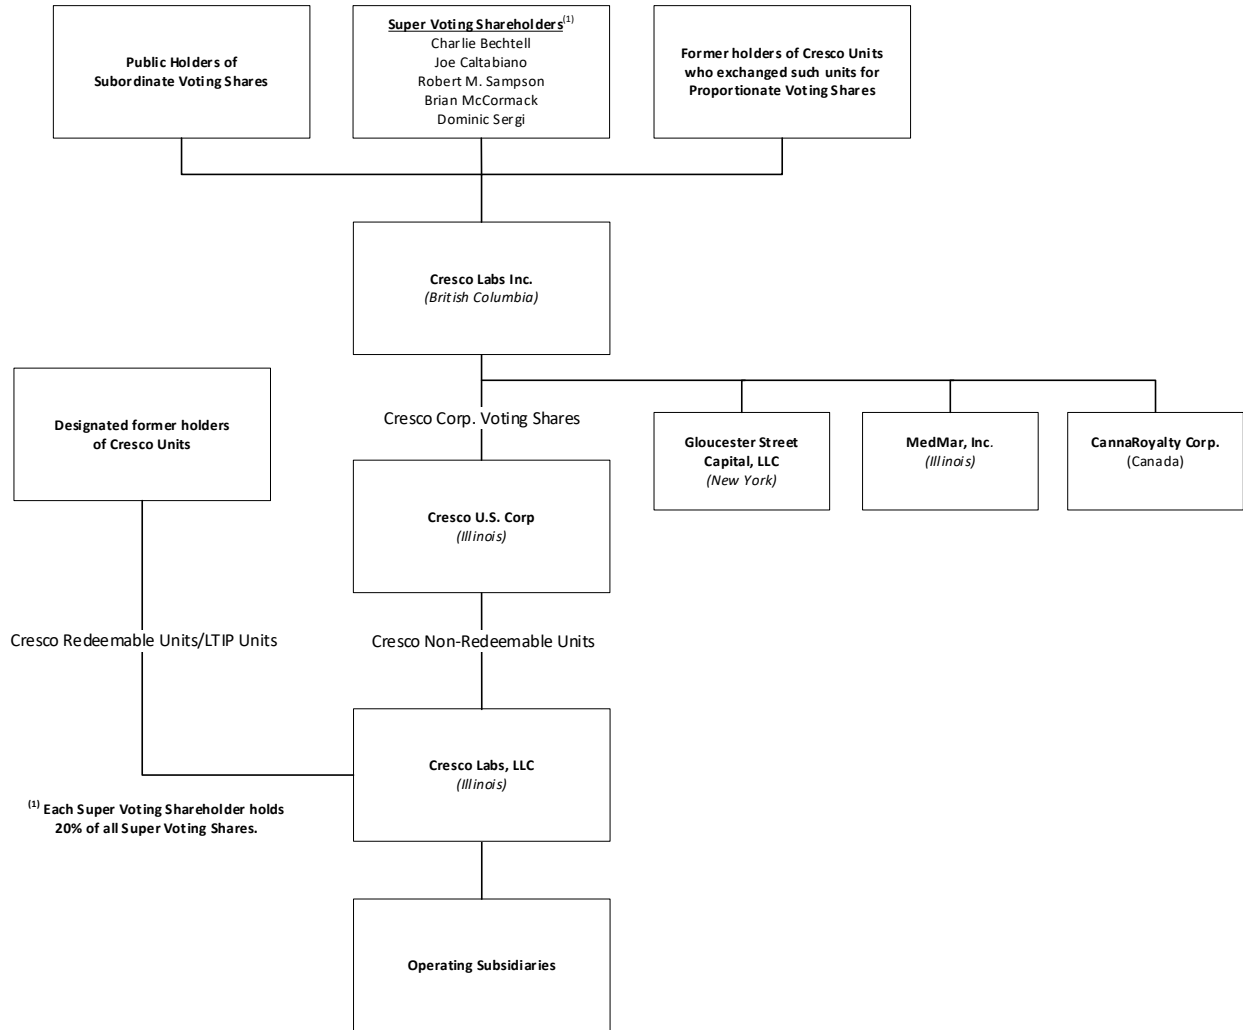 Public Holders of
Subordinate Voting Shares
Super Voting Shareholders(1)
Charlie Bechtell
Joe Caltabiano
Robert M. Sampson
Brian McCormack
Dominic Sergi
Former holders of Cresco Units
who exchanged such units for
Proportionate Voting Shares
Cresco Labs Inc.
(British Columbia)
Designated former holders
of Cresco Units
Cresco Corp. Voting Shares
Gloucester Street
Capital, LLC
(New York)
MedMar, Inc.
(Illinois)
CannaRoyalty Corp.
(Canada)
Cresco U.S. Corp
(Illinois)
Cresco Redeemable Units/LTIP Units
Cresco Non-Redeemable Units
Cresco Labs, LLC
(Illinois)
(1) Each Super Voting Shareholder holds
20% of all Super Voting Shares.
Operating Subsidiaries